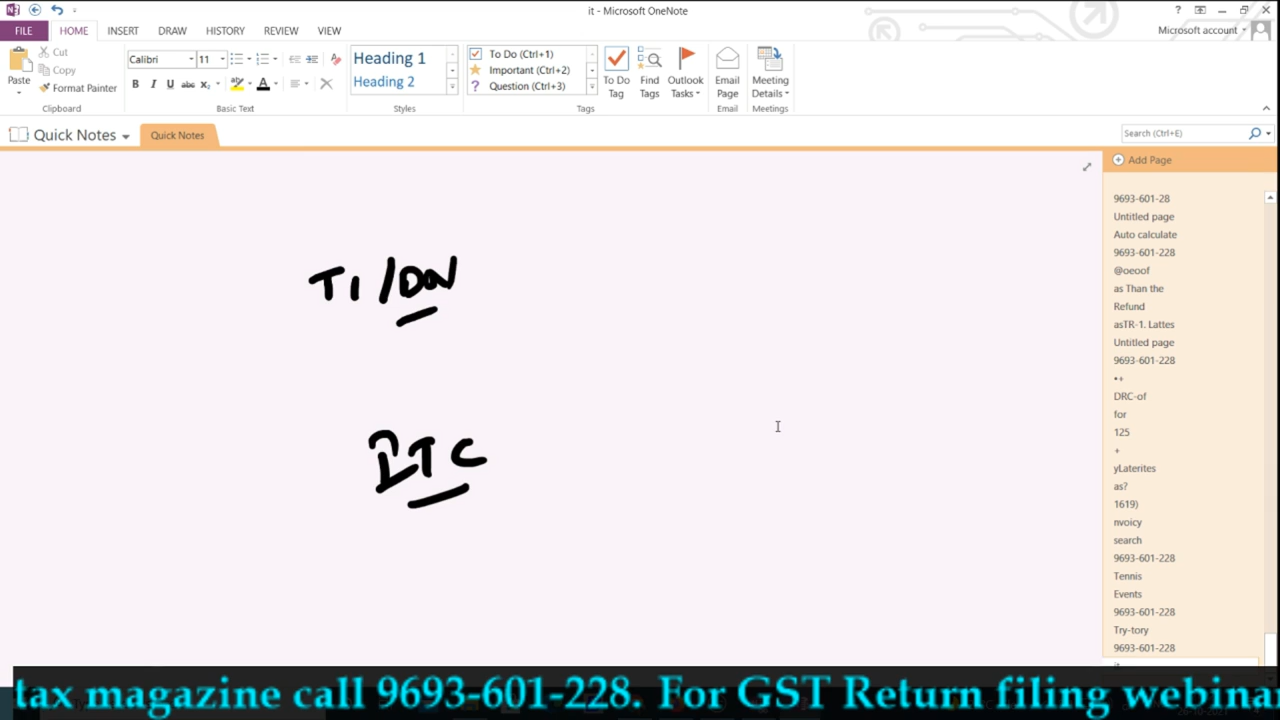 it - Microsoft OneNote
?
FILE HOME INSERT DRAW HISTORY REVIEW VIEW
Microsoft account
Paste
Cut
Copy
Format Painter
Clipboard
Calibri 11
B I U abc X₂ A
Basic Text
Heading 1
Heading 2
Styles
To Do (Ctrl+1)
Important (Ctrl+2)
Question (Ctrl+3)
Tags
To Do Tag
Find Tags
Outlook Tasks
Email Page
Email
Meeting Details
Meetings
Quick Notes
Quick Notes
Search (Ctrl+E)
Add Page
TI/DN
ITC
9693-601-28
Untitled page
Auto calculate
9693-601-228
@oeoof
as Than the
Refund
asTR-1. Lattes
Untitled page
9693-601-228
•+
DRC-of
for
125
+
yLaterites
as?
1619)
nvoicy
search
9693-601-228
Tennis
Events
9693-601-228
Try-tory
9693-601-228
it
tax magazine call 9693-601-228. For GST Return filing webina